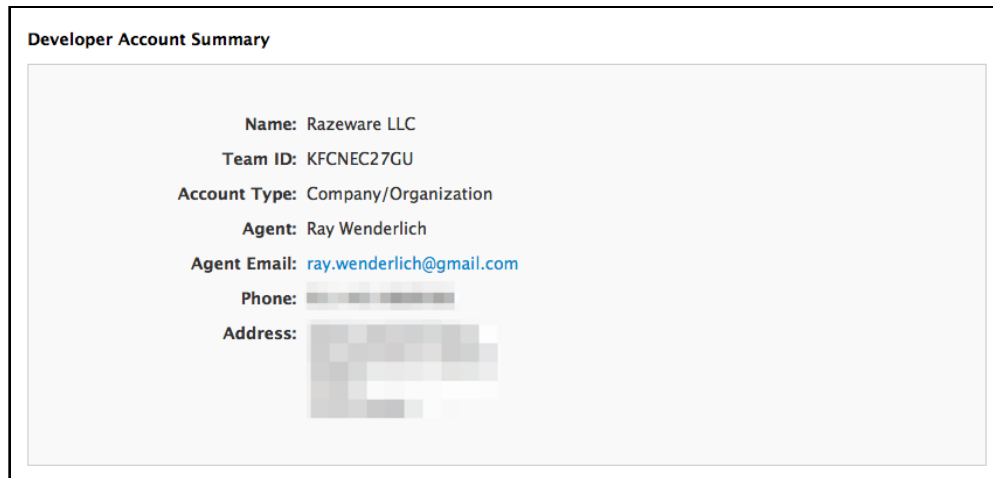 Developer Account Summary
Name: Razeware LLC
Team ID: KFCNEC27GU
Account Type: Company/Organization
Agent: Ray Wenderlich
Agent Email: ray.wenderlich@gmail.com
Phone:
Address: